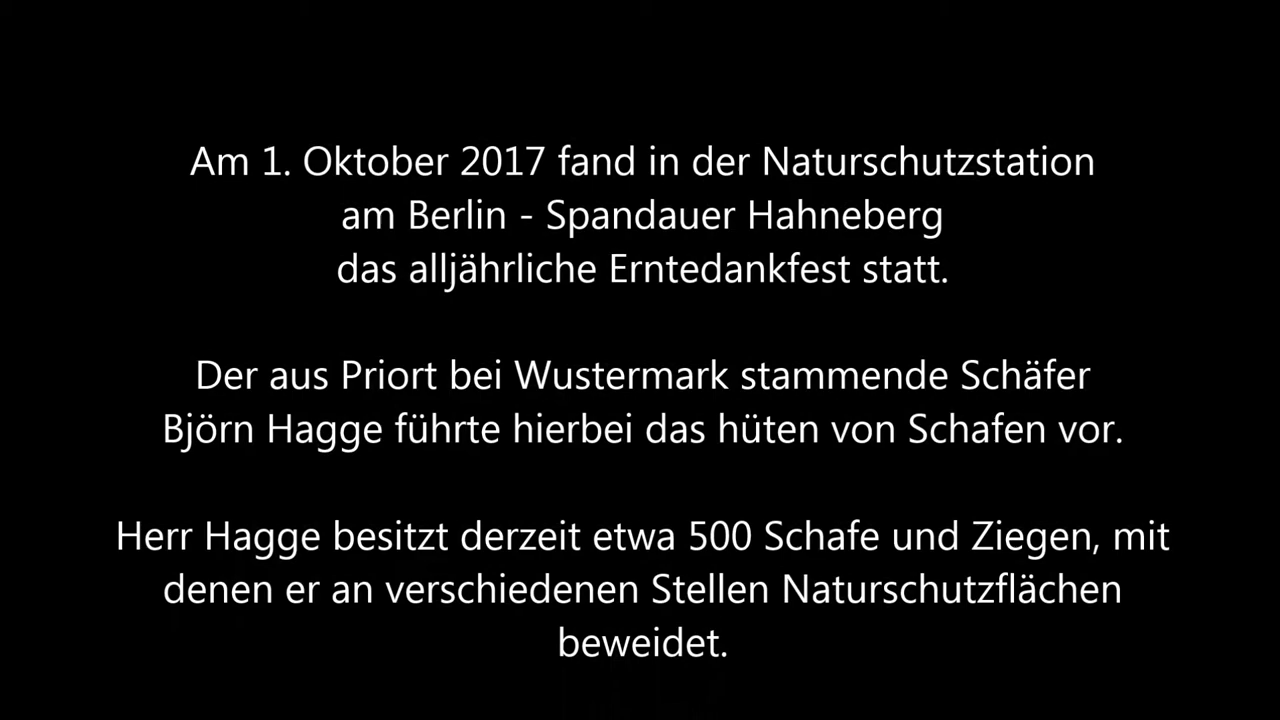 Am 1. Oktober 2017 fand in der Naturschutzstation
am Berlin - Spandauer Hahneberg
das alljährliche Erntedankfest statt.
Der aus Priort bei Wustermark stammende Schäfer
Björn Hagge führte hierbei das hüten von Schafen vor.
Herr Hagge besitzt derzeit etwa 500 Schafe und Ziegen, mit
denen er an verschiedenen Stellen Naturschutzflächen
beweidet.